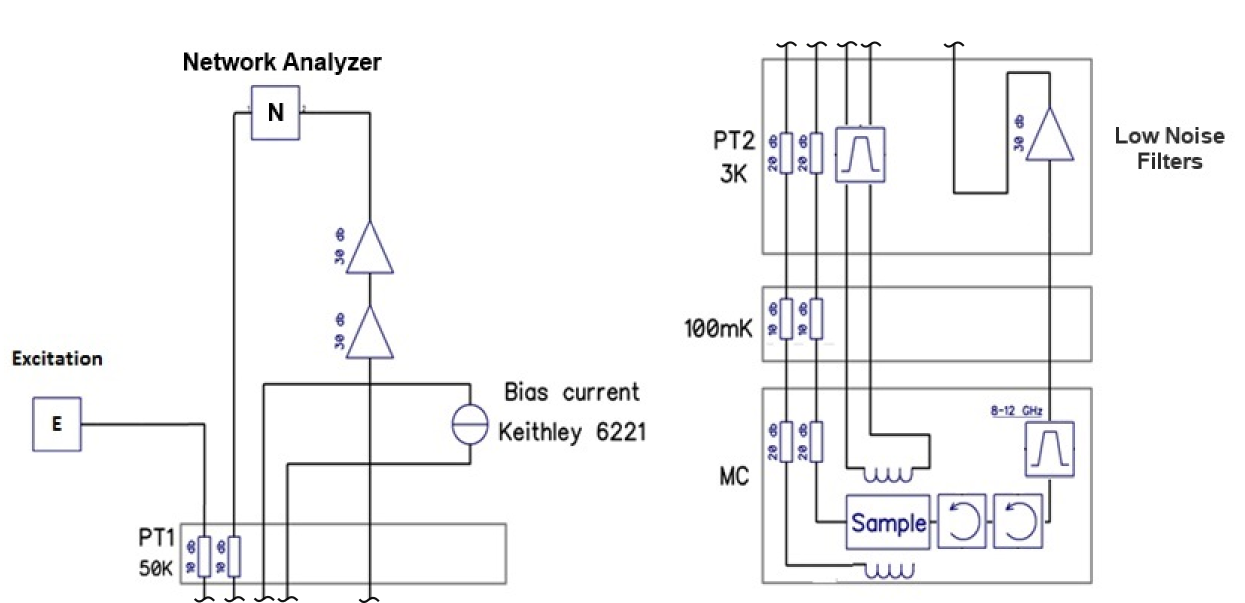 Network Analyzer
1
N
2
30 db
30 db
Excitation
E
Bias current
Keithley 6221
PT1
50K
10 db
10 db
PT2
3K
20 db
20 db
30 db
Low Noise
Filters
100mK
10 db
10 db
8-12 GHz
MC
20 db
20 db
Sample